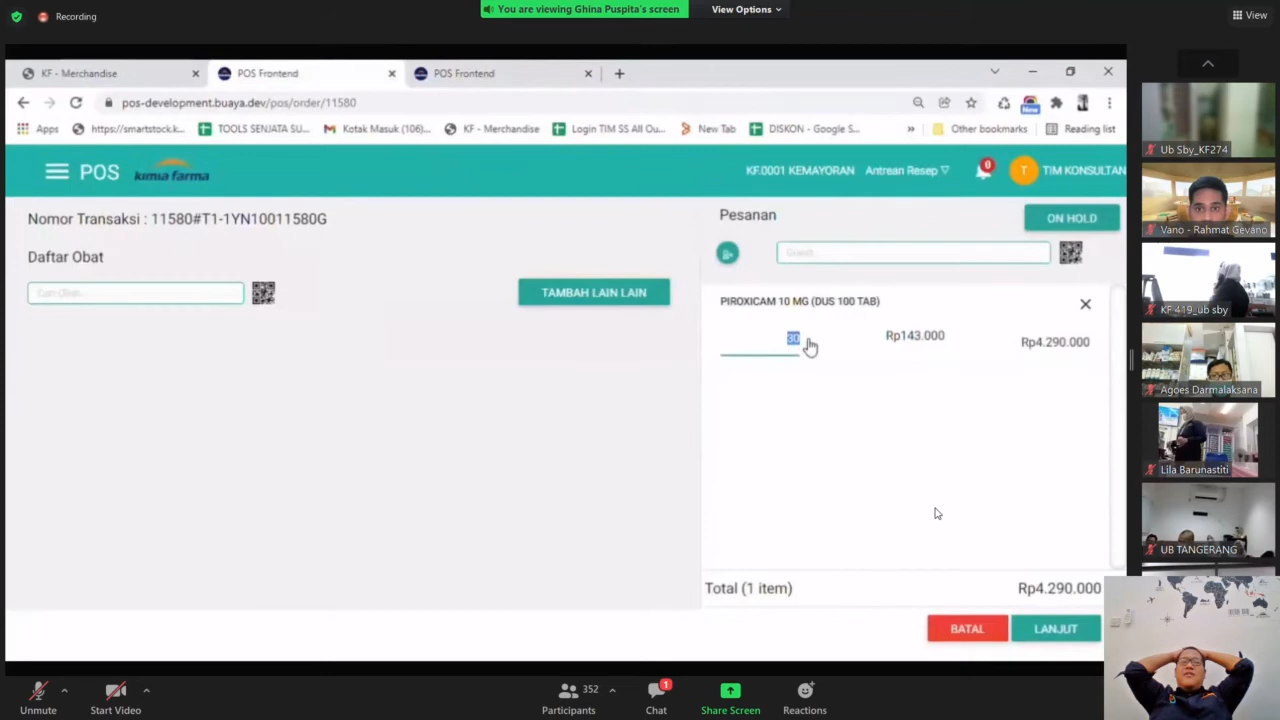 Recording
You are viewing Ghina Puspita's screen
View Options
View
KF - Merchandise
POS Frontend
POS Frontend
pos-development.buaya.dev/pos/order/11580
New
Apps
https://smartstock.k...
TOOLS SENJATA SU...
Kotak Masuk (106)...
KF - Merchandise
Login TIM SS All Ou...
New Tab
DISKON - Google S...
»
Other bookmarks
Reading list
POS
kimia farma
KF.0001 KEMAYORAN
Antrean Resep
0
T
TIM KONSULTAN
Nomor Transaksi : 11580#T1-1YN10011580G
Daftar Obat
Cari Obat...
TAMBAH LAIN LAIN
Pesanan
ON HOLD
Guest
PIROXICAM 10 MG (DUS 100 TAB)
30
Rp143.000
Rp4.290.000
Total (1 item)
Rp4.290.000
BATAL
LANJUT
Ub Sby_KF274
Vano - Rahmat Gevano
KF 419_ub sby
Agoes Darmalaksana
Lila Barunastiti
UB TANGERANG
Unmute
Start Video
352
Participants
1
Chat
Share Screen
Reactions